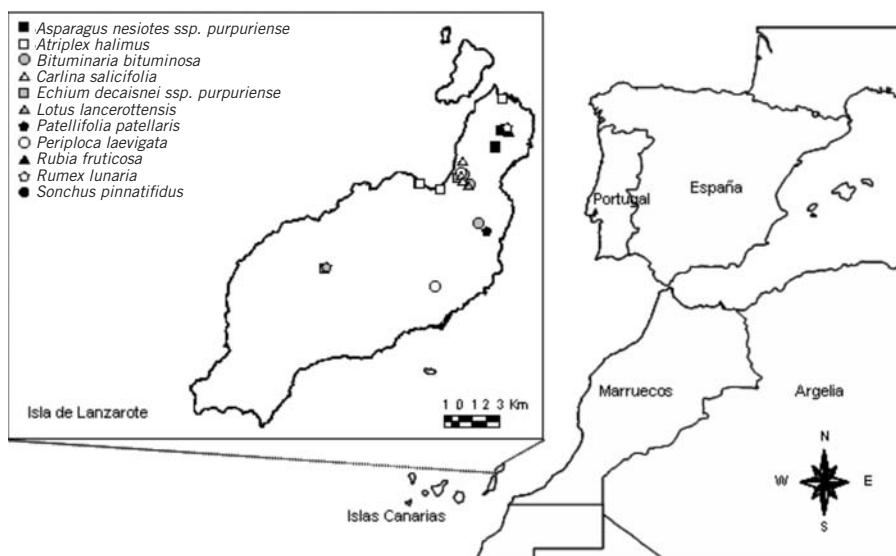 Asparagus nesiotes ssp. purpuriense
Atriplex halimus
Bituminaria bituminosa
Carlina salicifolia
Echium decaisnei ssp. purpuriense
Lotus lancerottensis
Patellifolia patellaris
Periploca laevigata
Rubia fruticosa
Rumex lunaria
Sonchus pinnatifidus
Isla de Lanzarote
1 0 1 2 3 Km
Portugal
España
Marruecos
Argelia
Islas Canarias
N
W E
S